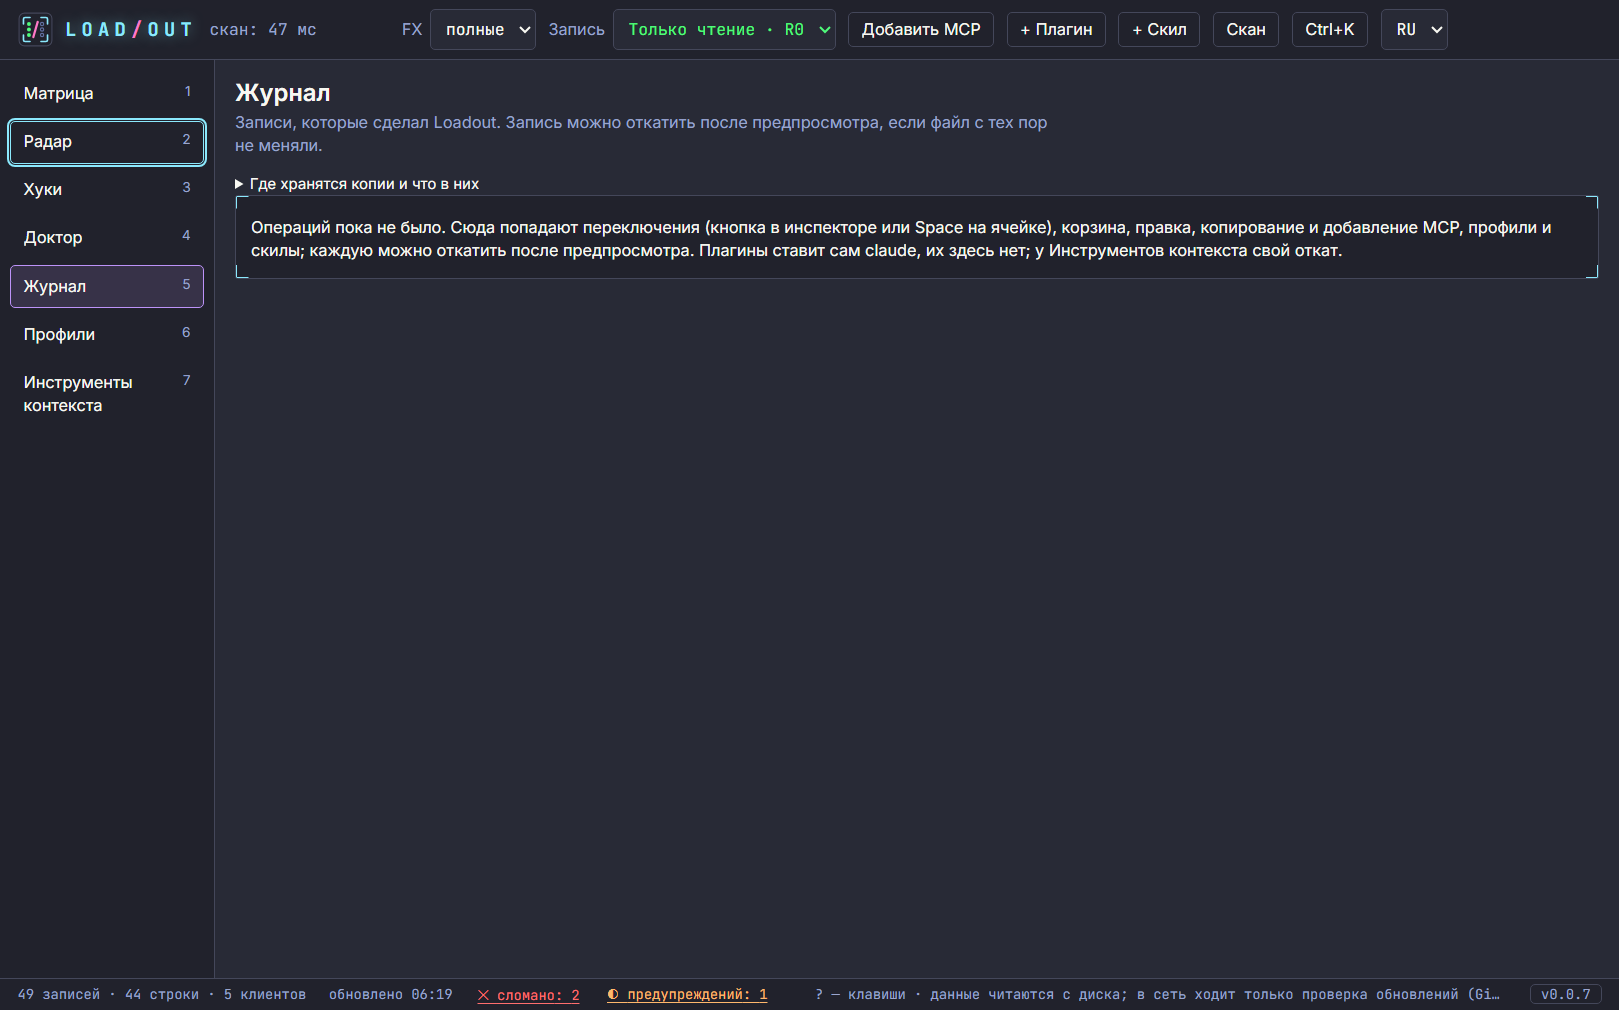 LOAD/OUT скан: 47 мс FX полные Запись Только чтение · R0 Добавить MCP + Плагин + Скил Скан Ctrl+K RU
Матрица 1
Радар 2
Хуки 3
Доктор 4
Журнал 5
Профили 6
Инструменты контекста 7
Журнал
Записи, которые сделал Loadout. Запись можно откатить после предпросмотра, если файл с тех пор
не меняли.
Где хранятся копии и что в них
Операций пока не было. Сюда попадают переключения (кнопка в инспекторе или Space на ячейке), корзина, правка, копирование и добавление MCP, профили и
скилы; каждую можно откатить после предпросмотра. Плагины ставит сам claude, их здесь нет; у Инструментов контекста свой откат.
49 записей · 44 строки · 5 клиентов обновлено 06:19 сломано: 2 предупреждений: 1 ? — клавиши · данные читаются с диска; в сеть ходит только проверка обновлений (Gi… v0.0.7